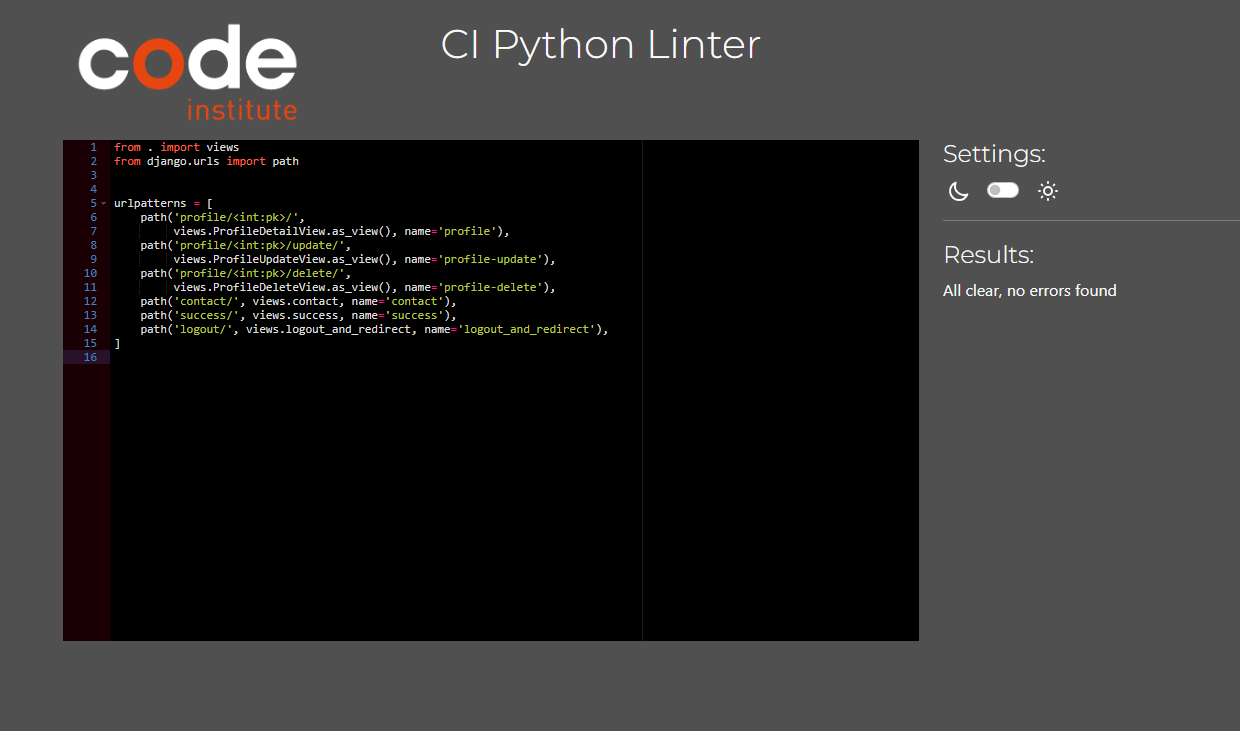 code
institute
CI Python Linter
1 from . import views
2 from django.urls import path
3
4
5 urlpatterns = [
6     path('profile/<int:pk>/',
7          views.ProfileDetailView.as_view(), name='profile'),
8     path('profile/<int:pk>/update/',
9          views.ProfileUpdateView.as_view(), name='profile-update'),
10     path('profile/<int:pk>/delete/',
11          views.ProfileDeleteView.as_view(), name='profile-delete'),
12     path('contact/', views.contact, name='contact'),
13     path('success/', views.success, name='success'),
14     path('logout/', views.logout_and_redirect, name='logout_and_redirect'),
15 ]
16
Settings:
Results:
All clear, no errors found